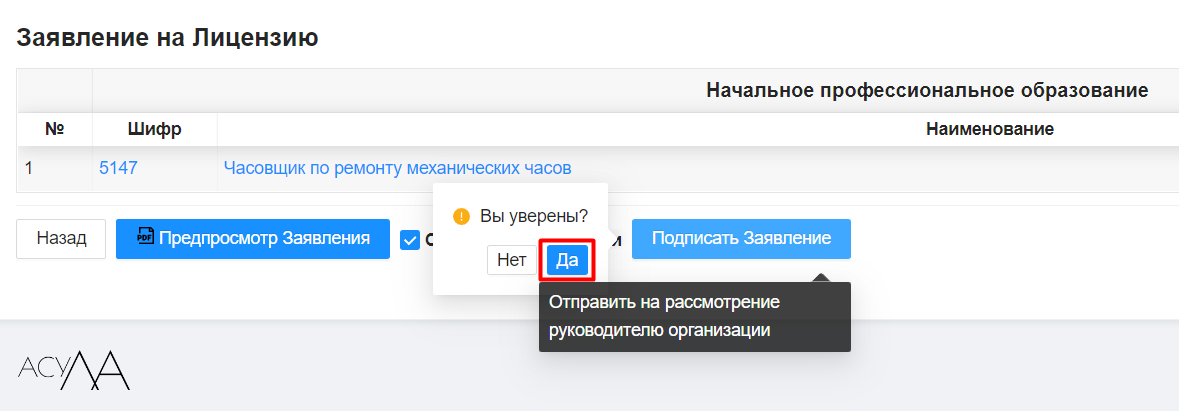 Заявление на Лицензию
Начальное профессиональное образование
№ Шифр Наименование
1 5147 Часовщик по ремонту механических часов
Вы уверены?
Назад PDF Предпросмотр Заявления Подписать Заявление
Нет Да
Отправить на рассмотрение
руководителю организации
АСУЛА